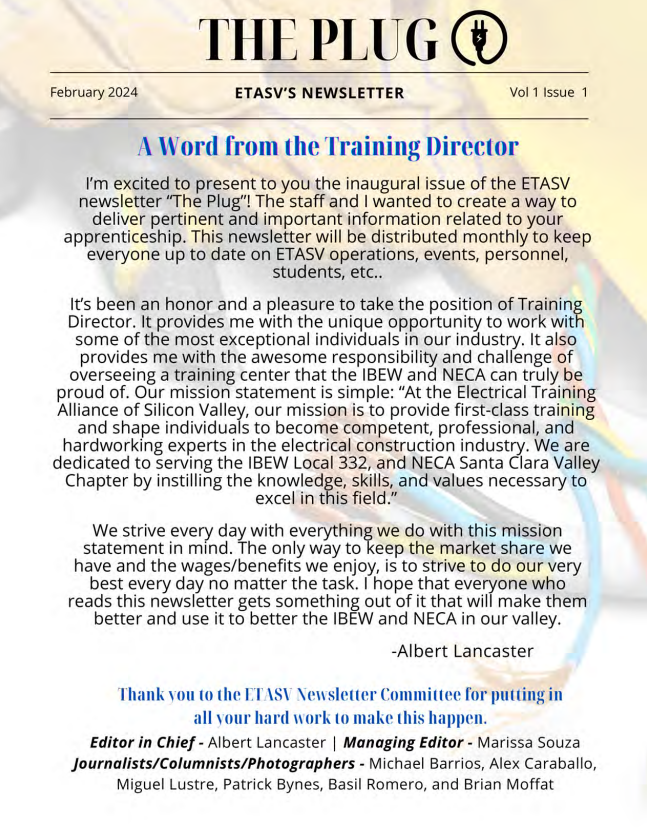 THE PLUG
February 2024 ETASV'S NEWSLETTER Vol 1 Issue 1
A Word from the Training Director
I'm excited to present to you the inaugural issue of the ETASV
newsletter "The Plug"! The staff and I wanted to create a way to
deliver pertinent and important information related to your
apprenticeship. This newsletter will be distributed monthly to keep
everyone up to date on ETASV operations, events, personnel,
students, etc..
It's been an honor and a pleasure to take the position of Training
Director. It provides me with the unique opportunity to work with
some of the most exceptional individuals in our industry. It also
provides me with the awesome responsibility and challenge of
overseeing a training center that the IBEW and NECA can truly be
proud of. Our mission statement is simple: "At the Electrical Training
Alliance of Silicon Valley, our mission is to provide first-class training
and shape individuals to become competent, professional, and
hardworking experts in the electrical construction industry. We are
dedicated to serving the IBEW Local 332, and NECA Santa Clara Valley
Chapter by instilling the knowledge, skills, and values necessary to
excel in this field."
We strive every day with everything we do with this mission
statement in mind. The only way to keep the market share we
have and the wages/benefits we enjoy, is to strive to do our very
best every day no matter the task. I hope that everyone who
reads this newsletter gets something out of it that will make them
better and use it to better the IBEW and NECA in our valley.
-Albert Lancaster
Thank you to the ETASV Newsletter Committee for putting in
all your hard work to make this happen.
Editor in Chief - Albert Lancaster | Managing Editor - Marissa Souza
Journalists/Columnists/Photographers - Michael Barrios, Alex Caraballo,
Miguel Lustre, Patrick Bynes, Basil Romero, and Brian Moffat